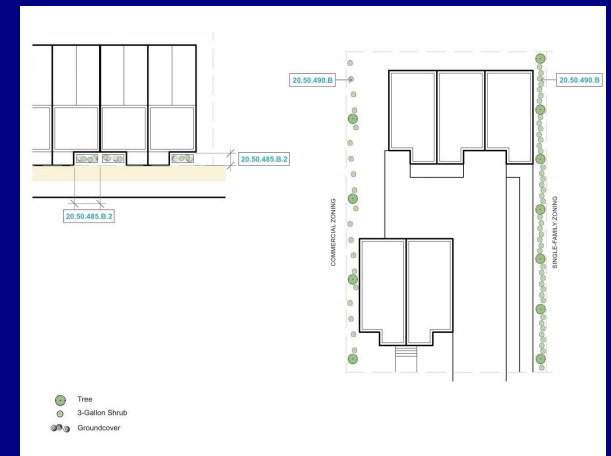 20.50.485.B.2
20.50.485.B.2
20.50.490.B
20.50.490.B
COMMERCIAL ZONING
SINGLE-FAMILY ZONING
Tree
3-Gallon Shrub
Groundcover